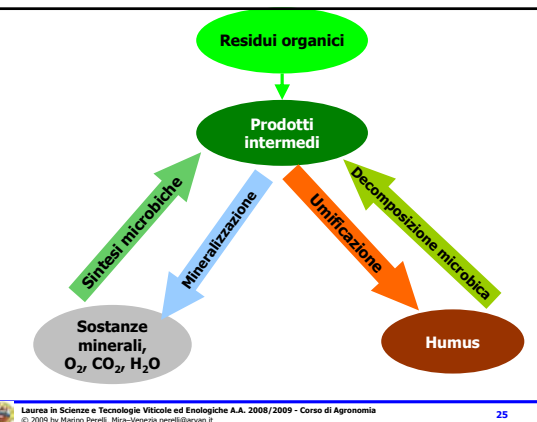 Residui organici
Prodotti
intermedi
Sintesi microbiche
Mineralizzazione
Umificazione
Decomposizione microbica
Sostanze
minerali,
O₂, CO₂, H₂O
Humus
Laurea in Scienze e Tecnologie Viticole ed Enologiche A.A. 2008/2009 - Corso di Agronomia
© 2009 by Marino Perelli, Mira–Venezia perelli@arvan.it
25